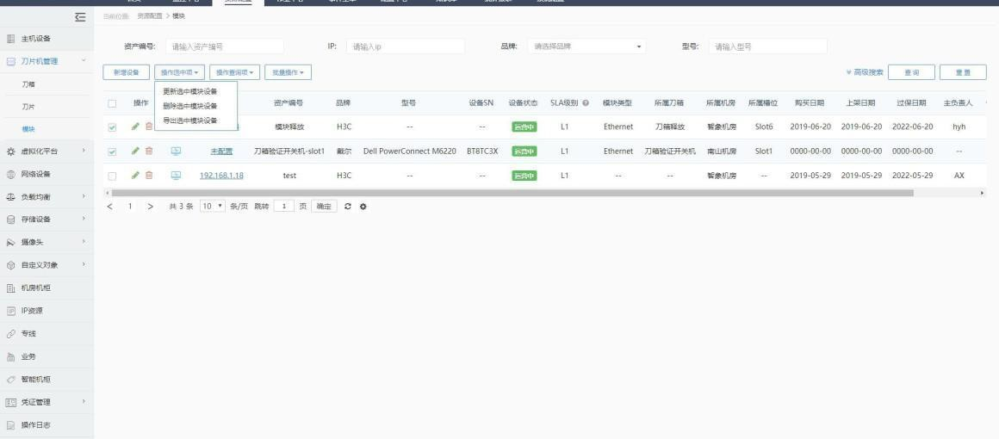 当前位置: 资源配置 > 模块
主机设备
刀片机管理
刀箱
刀片
模块
虚拟化平台
网络设备
负载均衡
存储设备
摄像头
自定义对象
机房机柜
IP资源
专线
业务
智能机柜
凭证管理
操作日志
资产编号: 请输入资产编号 IP: 请输入ip 品牌: 请选择品牌 型号: 请输入型号
新增设备 操作选中项 操作查询项 批量操作 高级搜索 查询 重置
更新选中模块设备
删除选中模块设备
导出选中模块设备
操作 资产编号 品牌 型号 设备SN 设备状态 SLA级别 模块类型 所属刀箱 所属机房 所属槽位 购买日期 上架日期 过保日期 主负责人
模块释放 H3C -- -- 运营中 L1 Ethernet 刀箱释放 智象机房 Slot6 2019-06-20 2019-06-20 2022-06-20 hyh
未配置 刀箱验证开关机-slot1 戴尔 Dell PowerConnect M6220 BT8TC3X 运营中 L1 Ethernet 刀箱验证开关机 南山机房 Slot1 0000-00-00 0000-00-00 0000-00-00 --
192.168.1.18 test H3C -- -- 运营中 L1 -- -- 智象机房 -- 2019-05-29 2019-05-29 2022-05-29 AX
< 1 > 共 3 条 10 条/页 跳转 1 页 确定